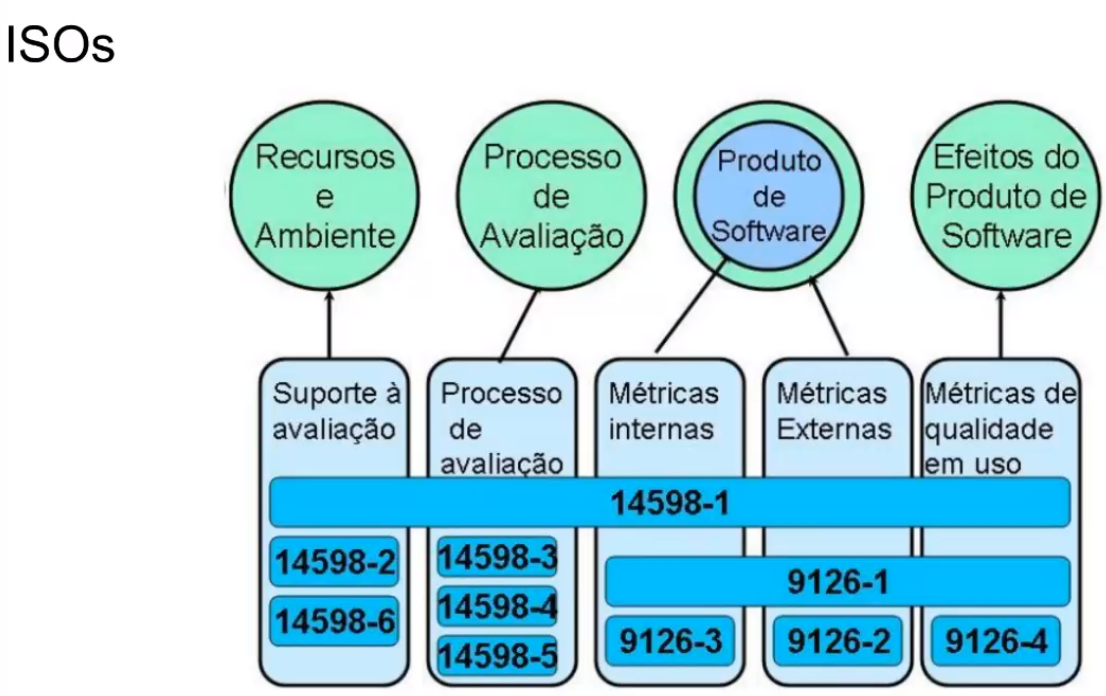 ISOs
Recursos
e
Ambiente
Processo
de
Avaliação
Produto
de
Software
Efeitos do
Produto de
Software
Suporte à
avaliação
Processo
de
avaliação
Métricas
internas
Métricas
Externas
Métricas de
qualidade
em uso
14598-1
14598-2
14598-6
14598-3
14598-4
14598-5
9126-1
9126-3
9126-2
9126-4